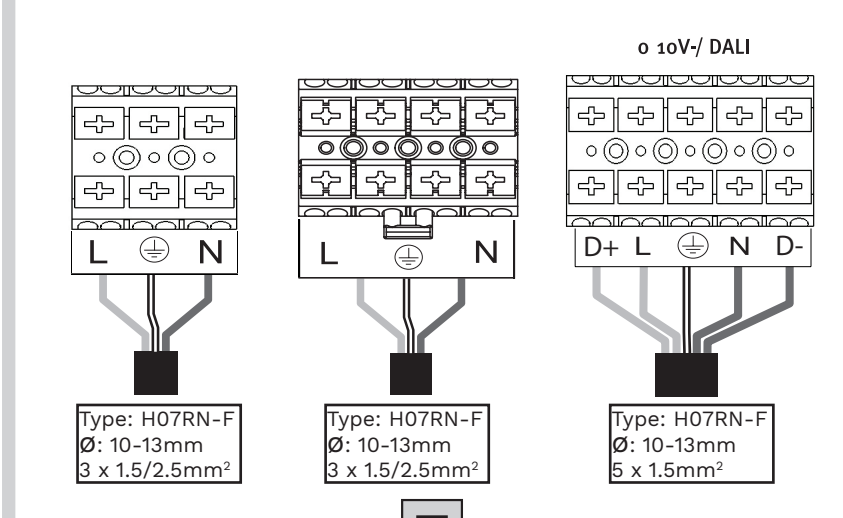 0 10V-/ DALI
L ⏚ N
L ⏚ N
D+ L ⏚ N D-
Type: H07RN-F
Ø: 10-13mm
3 x 1.5/2.5mm²
Type: H07RN-F
Ø: 10-13mm
3 x 1.5/2.5mm²
Type: H07RN-F
Ø: 10-13mm
5 x 1.5mm²